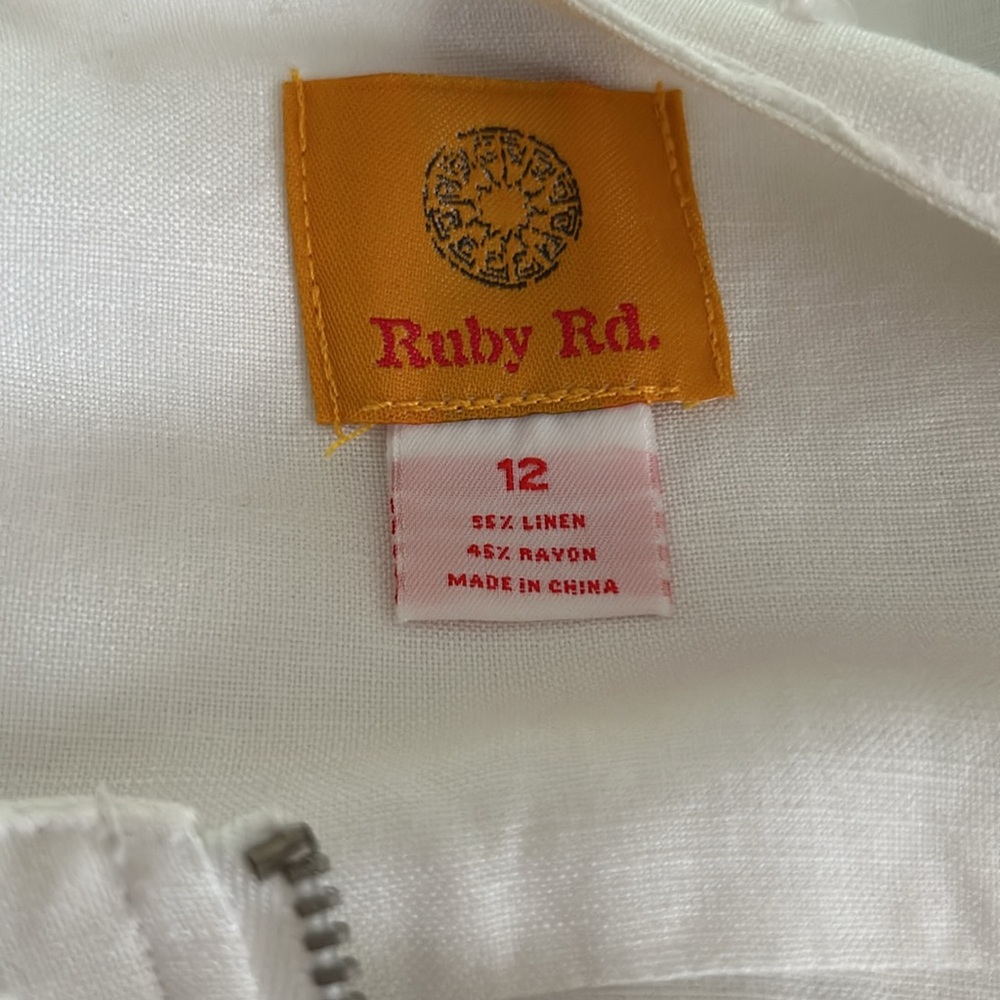 Ruby Rd.
12
55% LINEN
45% RAYON
MADE IN CHINA